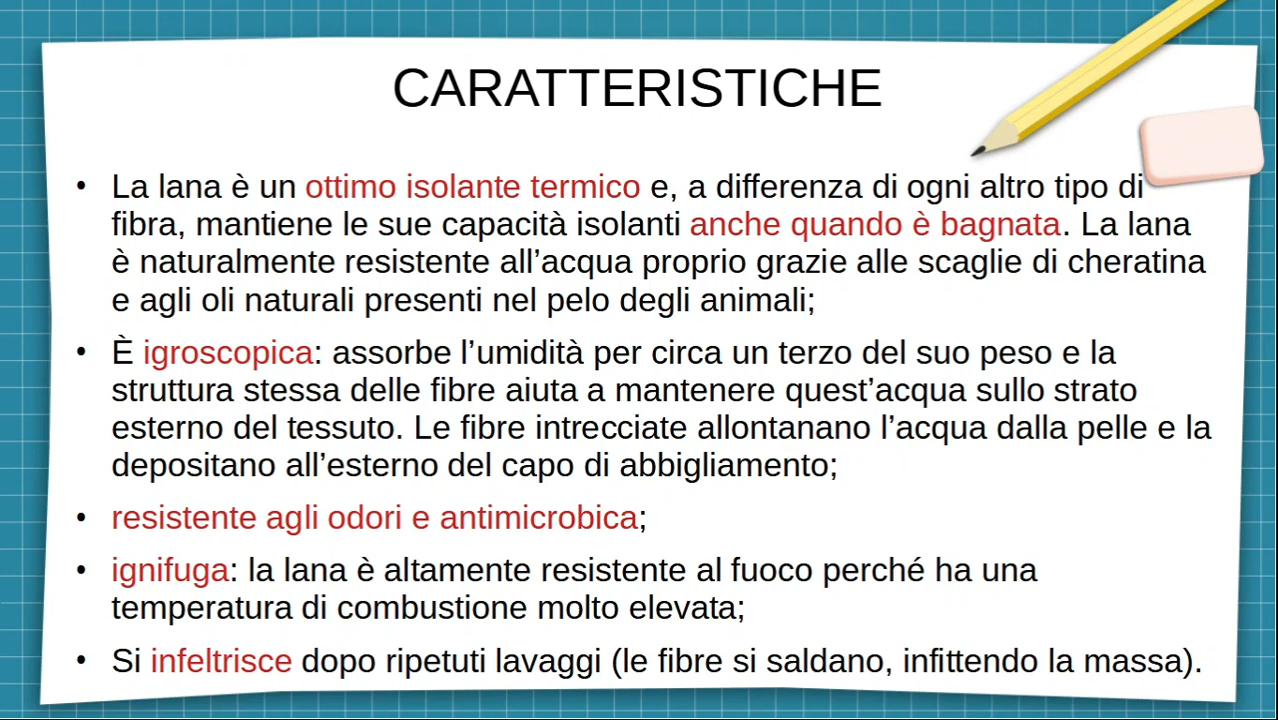 CARATTERISTICHE
• La lana è un ottimo isolante termico e, a differenza di ogni altro tipo di
fibra, mantiene le sue capacità isolanti anche quando è bagnata. La lana
è naturalmente resistente all’acqua proprio grazie alle scaglie di cheratina
e agli oli naturali presenti nel pelo degli animali;
• È igroscopica: assorbe l’umidità per circa un terzo del suo peso e la
struttura stessa delle fibre aiuta a mantenere quest’acqua sullo strato
esterno del tessuto. Le fibre intrecciate allontanano l’acqua dalla pelle e la
depositano all’esterno del capo di abbigliamento;
• resistente agli odori e antimicrobica;
• ignifuga: la lana è altamente resistente al fuoco perché ha una
temperatura di combustione molto elevata;
• Si infeltrisce dopo ripetuti lavaggi (le fibre si saldano, infittendo la massa).